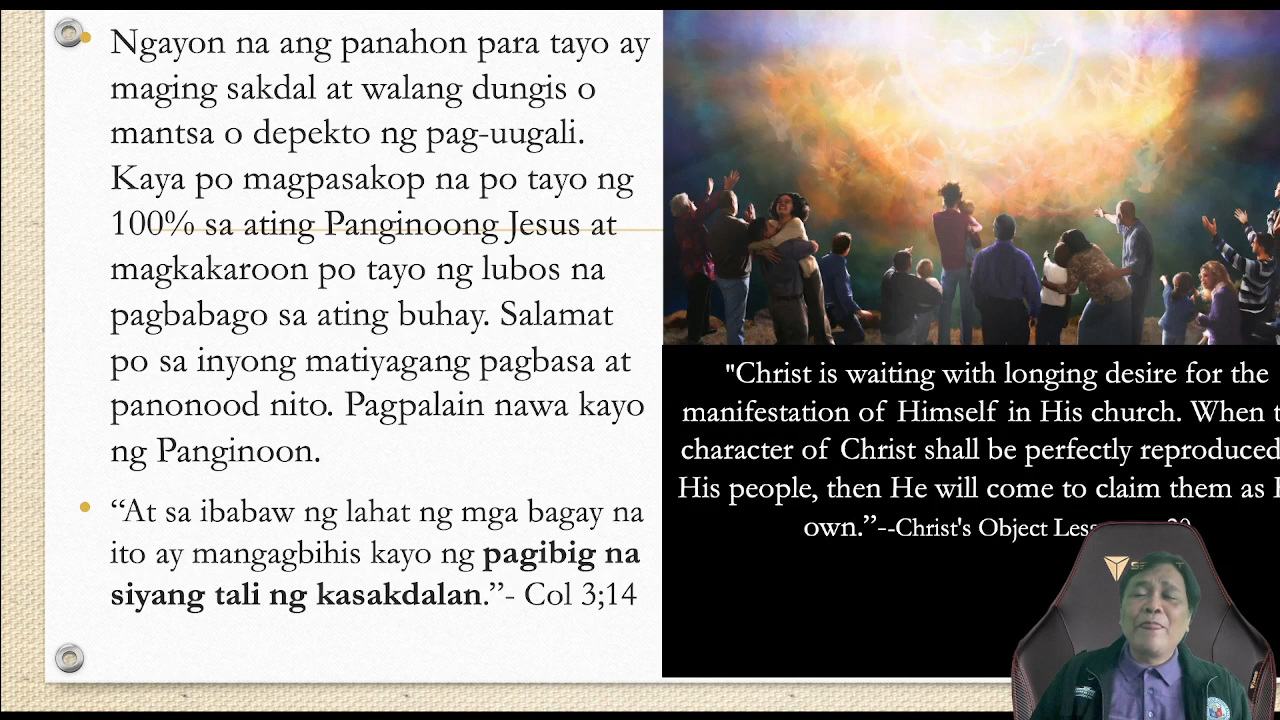 Ngayon na ang panahon para tayo ay
maging sakdal at walang dungis o
mantsa o depekto ng pag-uugali.
Kaya po magpasakop na po tayo ng
100% sa ating Panginoong Jesus at
magkakaroon po tayo ng lubos na
pagbabago sa ating buhay. Salamat
po sa inyong matiyagang pagbasa at
panonood nito. Pagpalain nawa kayo
ng Panginoon.
“At sa ibabaw ng lahat ng mga bagay na
ito ay mangagbihis kayo ng pagibig na
siyang tali ng kasakdalan.”- Col 3;14
"Christ is waiting with longing desire for the
manifestation of Himself in His church. When
character of Christ shall be perfectly reproduced
His people, then He will come to claim them as
own.”--Christ's Object